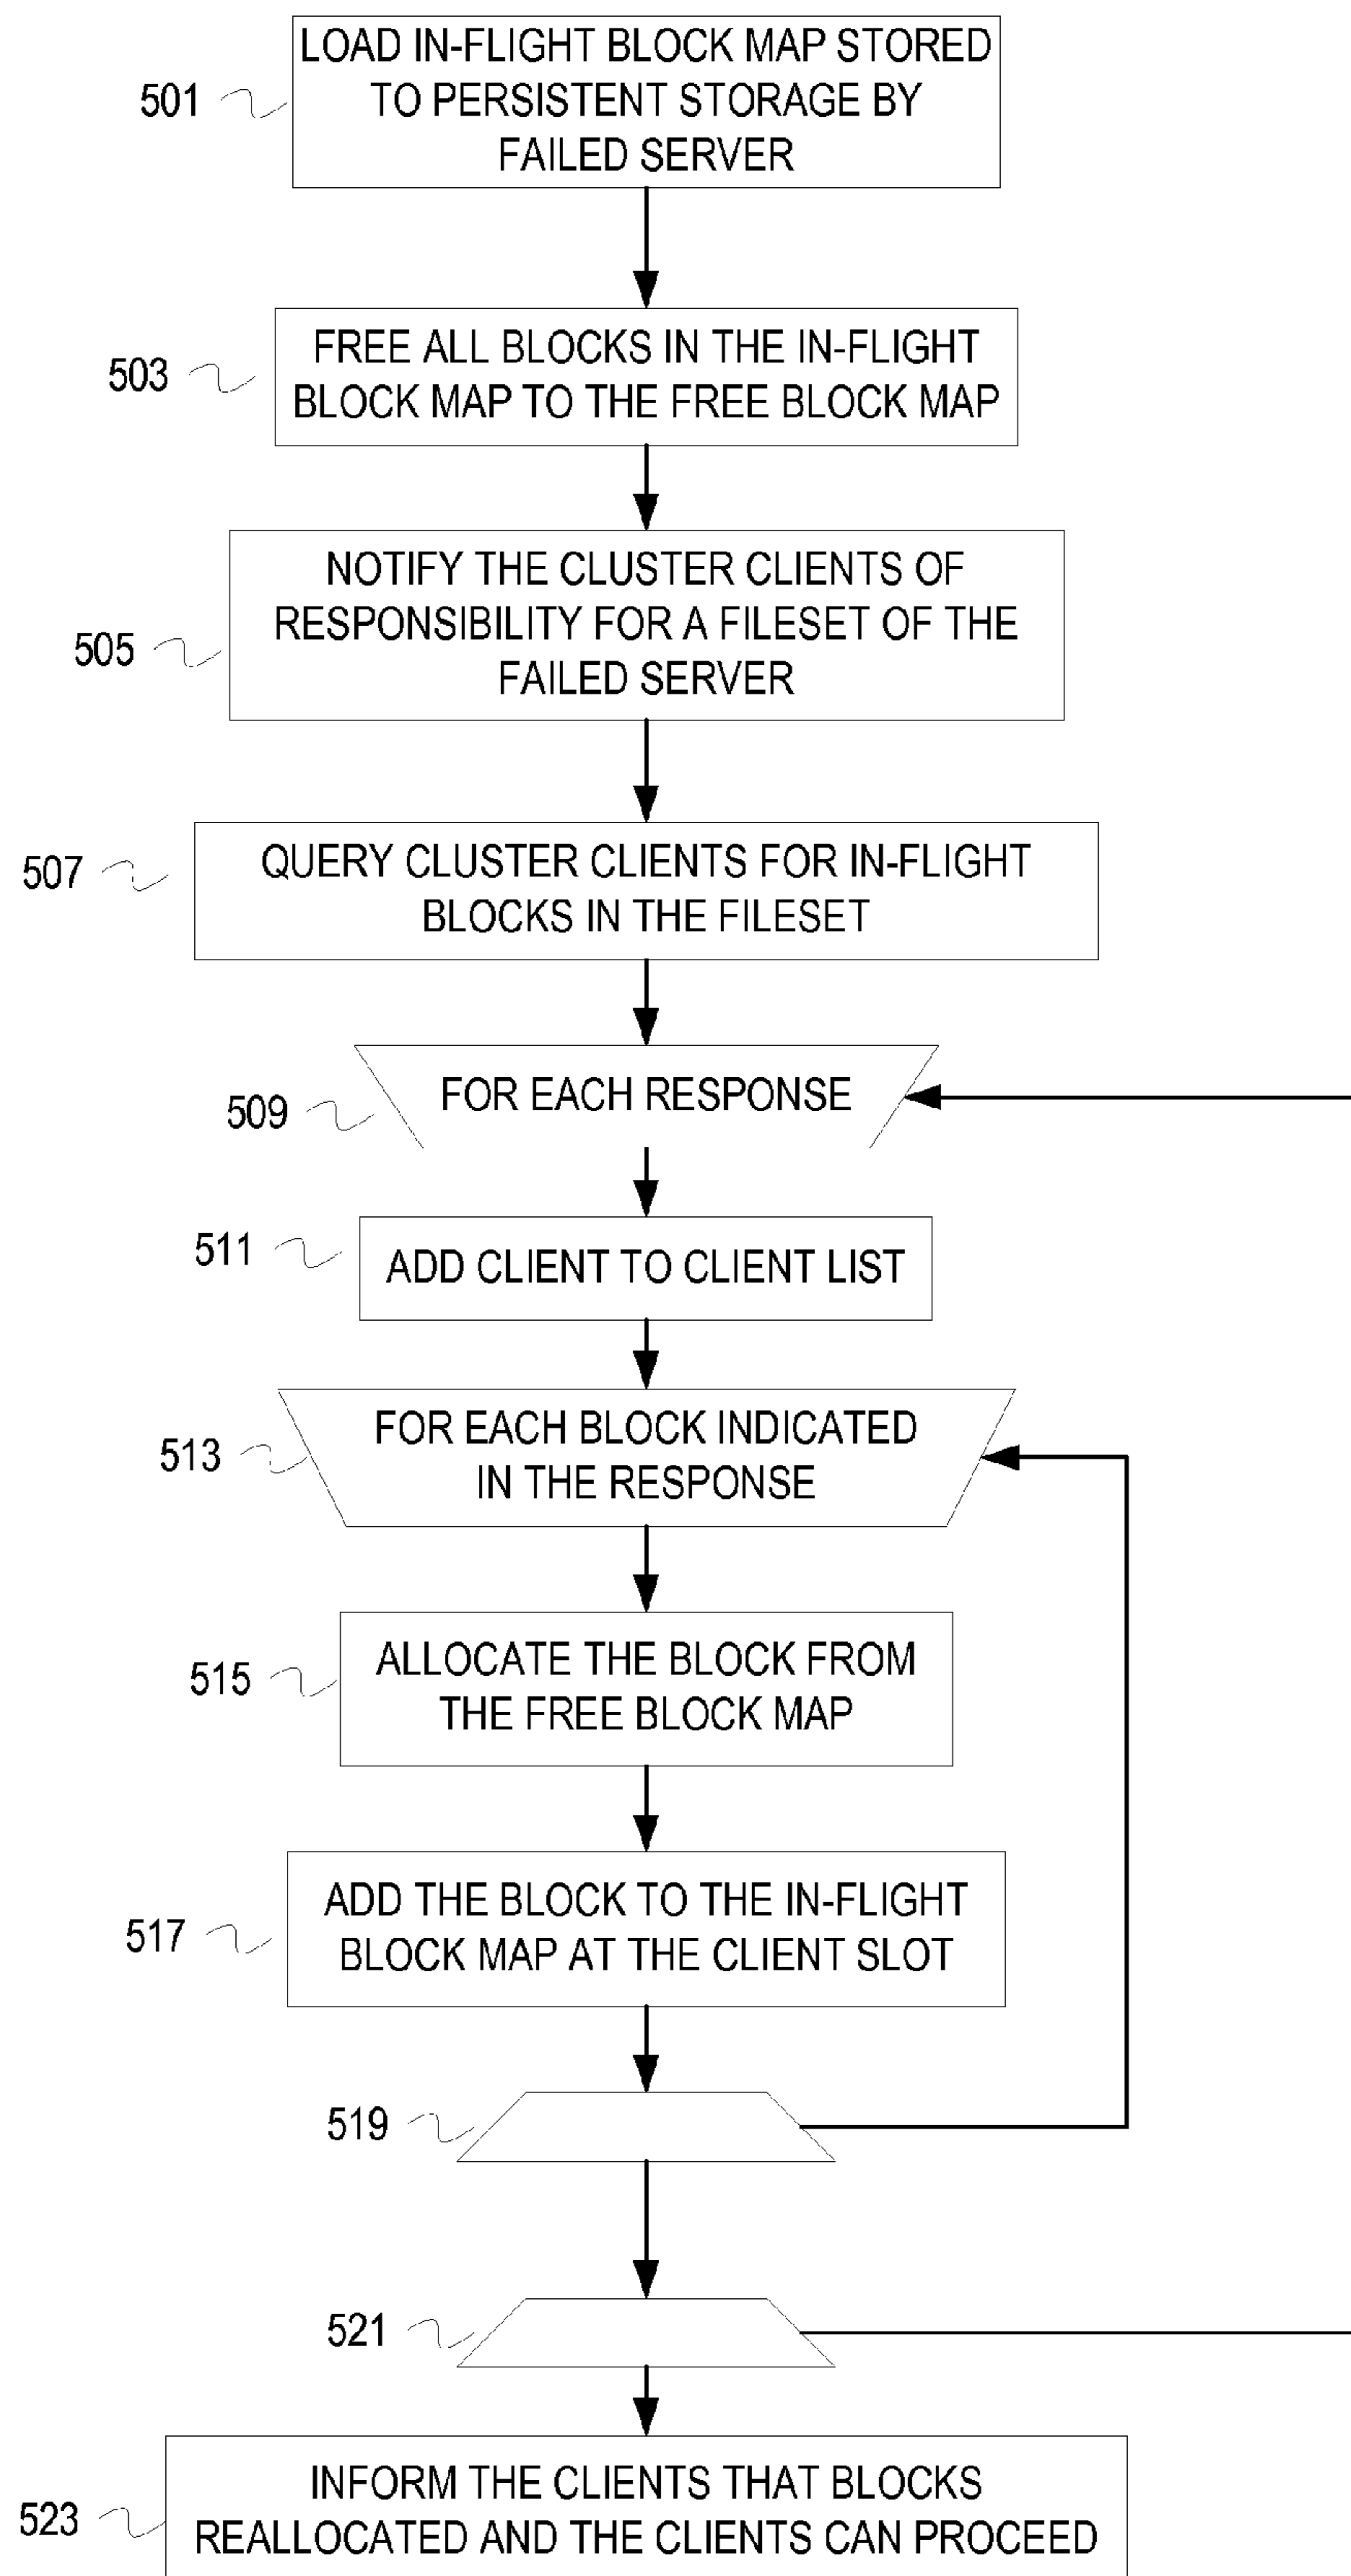 LOAD IN-FLIGHT BLOCK MAP STORED
TO PERSISTENT STORAGE BY
FAILED SERVER
501
FREE ALL BLOCKS IN THE IN-FLIGHT
BLOCK MAP TO THE FREE BLOCK MAP
503
NOTIFY THE CLUSTER CLIENTS OF
RESPONSIBILITY FOR A FILESET OF THE
FAILED SERVER
505
QUERY CLUSTER CLIENTS FOR IN-FLIGHT
BLOCKS IN THE FILESET
507
FOR EACH RESPONSE
509
ADD CLIENT TO CLIENT LIST
511
FOR EACH BLOCK INDICATED
IN THE RESPONSE
513
ALLOCATE THE BLOCK FROM
THE FREE BLOCK MAP
515
ADD THE BLOCK TO THE IN-FLIGHT
BLOCK MAP AT THE CLIENT SLOT
517
519
521
INFORM THE CLIENTS THAT BLOCKS
REALLOCATED AND THE CLIENTS CAN PROCEED
523